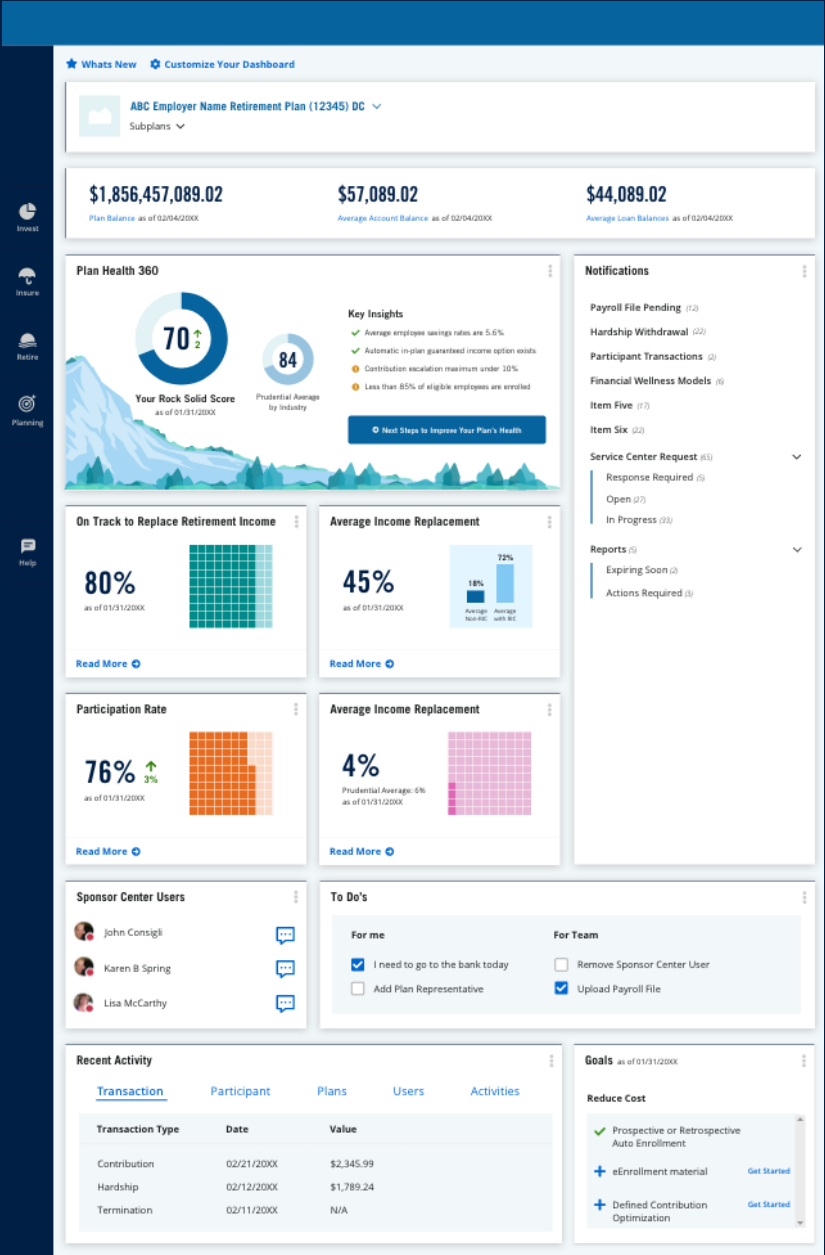 Whats New
Customize Your Dashboard
ABC Employer Name Retirement Plan (12345) DC
Subplans
Invest
Insure
Retire
Planning
Help
$1,856,457,089.02
Plan Balance as of 02/04/20XX
$57,089.02
Average Account Balance as of 02/04/20XX
$44,089.02
Average Loan Balances as of 02/04/20XX
Plan Health 360
70
2
Your Rock Solid Score
as of 01/31/20XX
84
Prudential Average
by Industry
Key Insights
Average employee savings rates are 5.6%
Automatic in-plan guaranteed income option exists
Contribution escalation maximum under 10%
Less than 85% of eligible employees are enrolled
Next Steps to Improve Your Plan's Health
Notifications
Payroll File Pending (12)
Hardship Withdrawal (22)
Participant Transactions (2)
Financial Wellness Models (6)
Item Five (17)
Item Six (22)
Service Center Request (65)
Response Required (5)
Open (27)
In Progress (33)
Reports (5)
Expiring Soon (2)
Actions Required (3)
On Track to Replace Retirement Income
80%
as of 01/31/20XX
Read More
Average Income Replacement
45%
as of 01/31/20XX
18%
72%
Average
Non-RIC
Average
with RIC
Read More
Participation Rate
76%
3%
as of 01/31/20XX
Read More
Average Income Replacement
4%
Prudential Average: 6%
as of 01/31/20XX
Read More
Sponsor Center Users
John Consigli
Karen B Spring
Lisa McCarthy
To Do's
For me
I need to go to the bank today
Add Plan Representative
For Team
Remove Sponsor Center User
Upload Payroll File
Recent Activity
Transaction Participant Plans Users Activities
Transaction Type Date Value
Contribution 02/21/20XX $2,345.99
Hardship 02/12/20XX $1,789.24
Termination 02/11/20XX N/A
Goals as of 01/31/20XX
Reduce Cost
Prospective or Retrospective
Auto Enrollment
eEnrollment material Get Started
Defined Contribution Get Started
Optimization